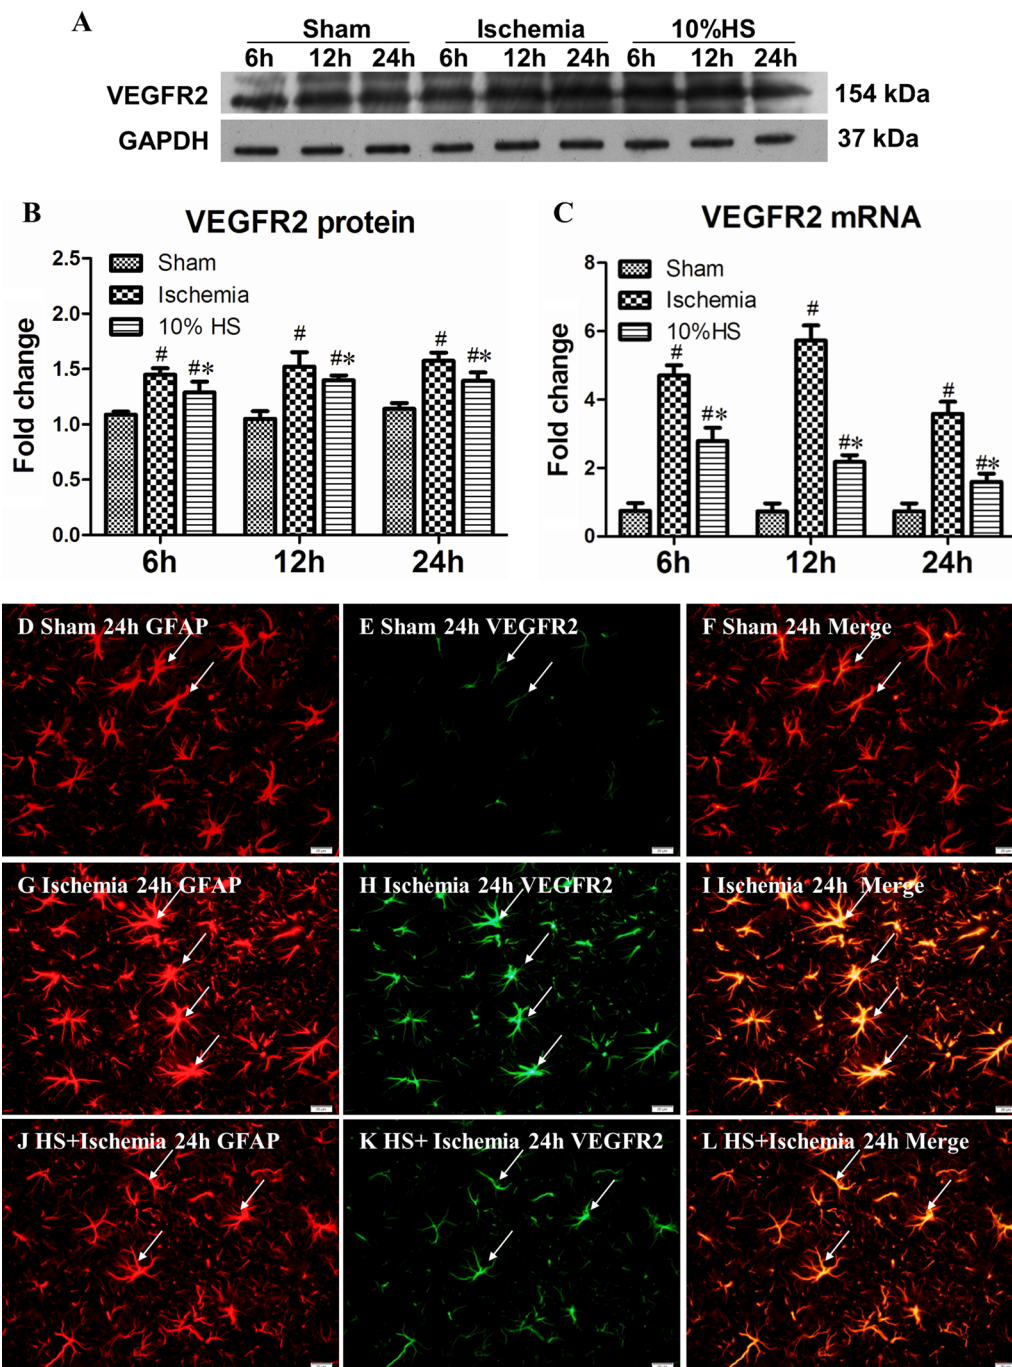 A
Sham Ischemia 10%HS
6h 12h 24h 6h 12h 24h 6h 12h 24h
VEGFR2 154 kDa
GAPDH 37 kDa
B VEGFR2 protein
2.5
2.0
1.5
1.0
0.5
0.0
Fold change
Sham
Ischemia
10% HS
# #* # #* # #*
6h 12h 24h
C VEGFR2 mRNA
8
6
4
2
0
Fold change
Sham
Ischemia
10%HS
# #* # #* # #*
6h 12h 24h
D Sham 24h GFAP
E Sham 24h VEGFR2
F Sham 24h Merge
G Ischemia 24h GFAP
H Ischemia 24h VEGFR2
I Ischemia 24h Merge
J HS+Ischemia 24h GFAP
K HS+ Ischemia 24h VEGFR2
L HS+Ischemia 24h Merge